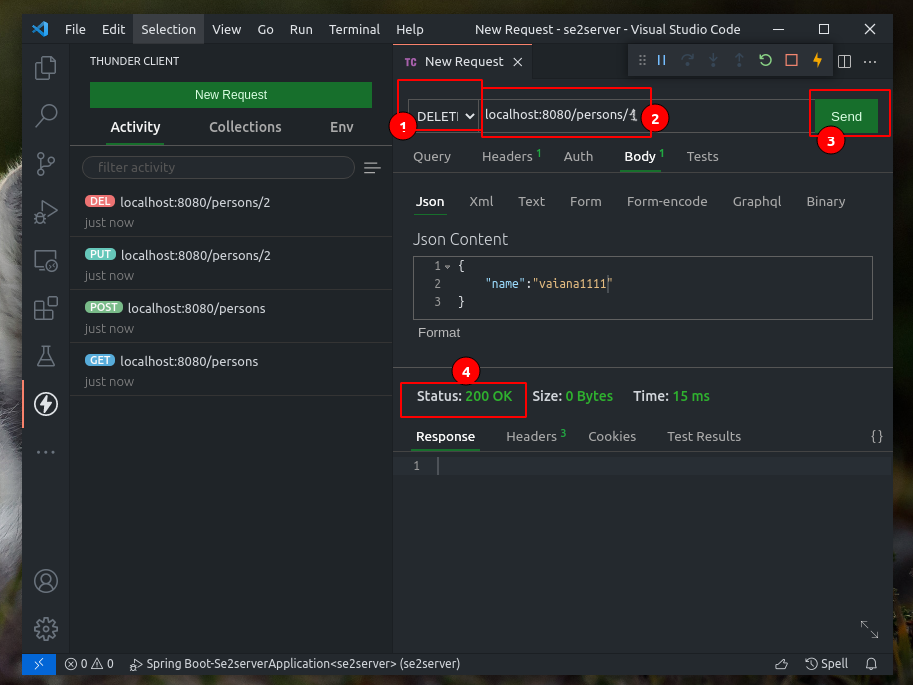 File Edit Selection View Go Run Terminal Help New Request - se2server - Visual Studio Code
THUNDER CLIENT
New Request
Activity Collections Env
filter activity
DEL localhost:8080/persons/2
just now
PUT localhost:8080/persons/2
just now
POST localhost:8080/persons
just now
GET localhost:8080/persons
just now
TC New Request
1
DELETI
localhost:8080/persons/
2
Send
3
Query Headers 1 Auth Body 1 Tests
Json Xml Text Form Form-encode Graphql Binary
Json Content
1 {
2 "name":"vaiana1111"
3 }
Format
4
Status: 200 OK Size: 0 Bytes Time: 15 ms
Response Headers 3 Cookies Test Results {}
1
0 0 Spring Boot-Se2serverApplication<se2server> (se2server) Spell